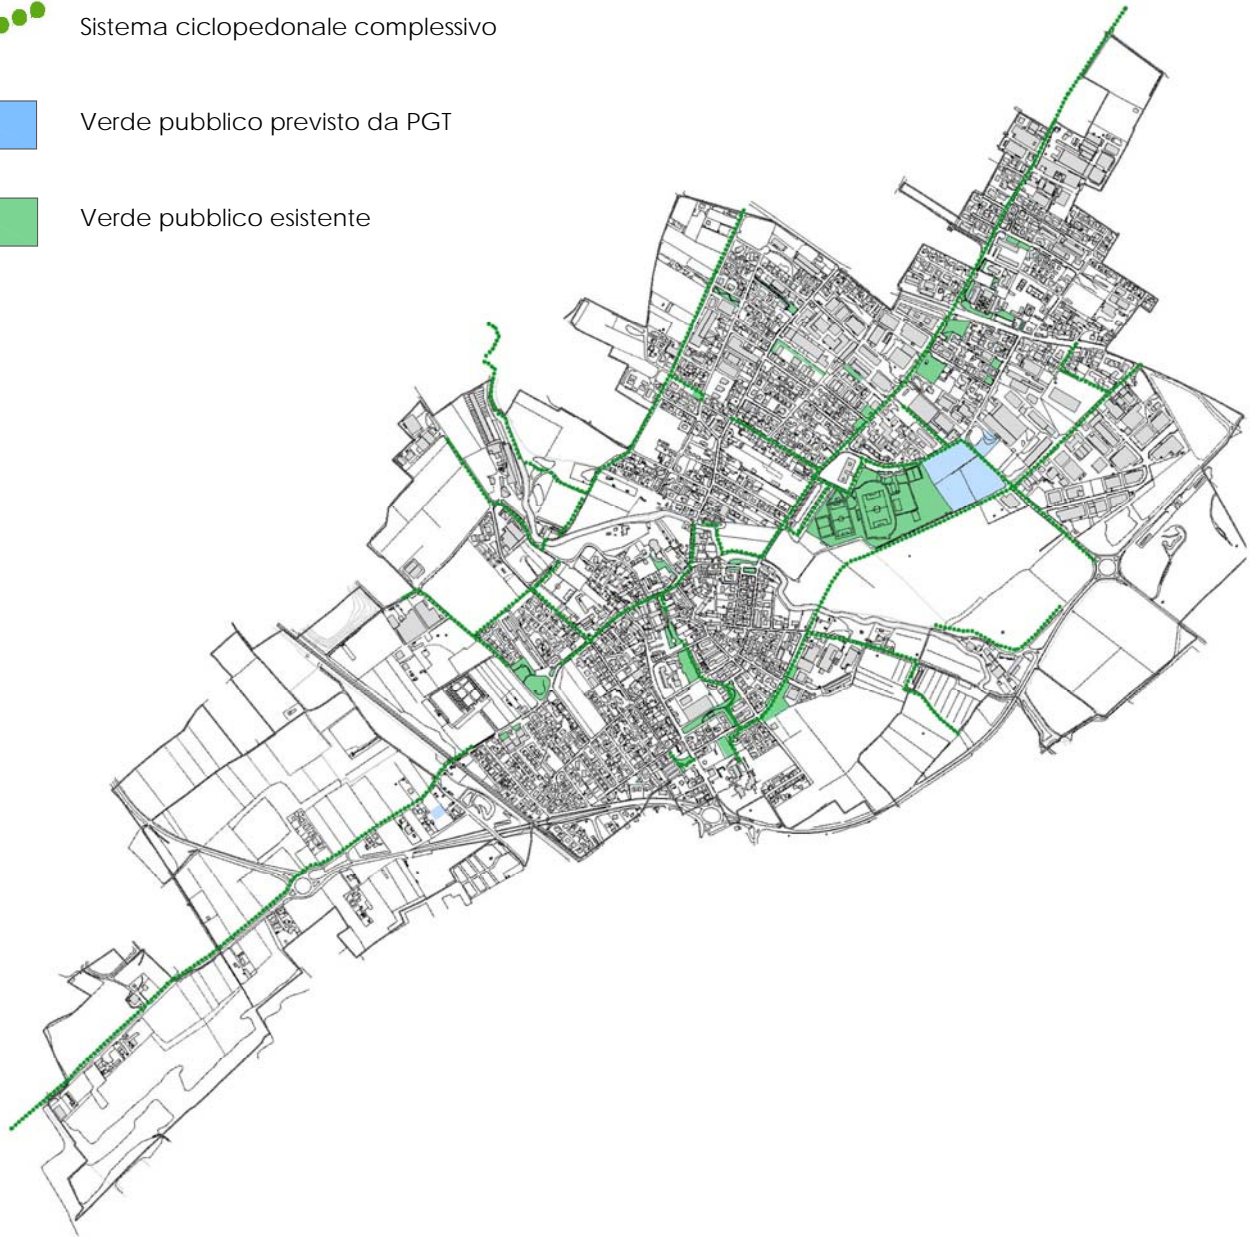 Sistema ciclopedonale complessivo
Verde pubblico previsto da PGT
Verde pubblico esistente